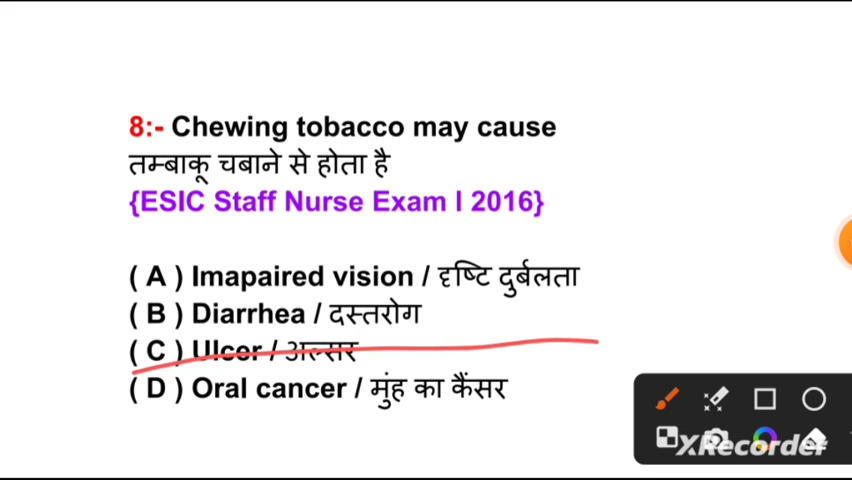 8:- Chewing tobacco may cause
तम्बाकू चबाने से होता है
{ESIC Staff Nurse Exam I 2016}
( A ) Imapaired vision / दृष्टि दुर्बलता
( B ) Diarrhea / दस्तरोग
( C ) Ulcer / अल्सर
( D ) Oral cancer / मुंह का कैंसर
XRecorder